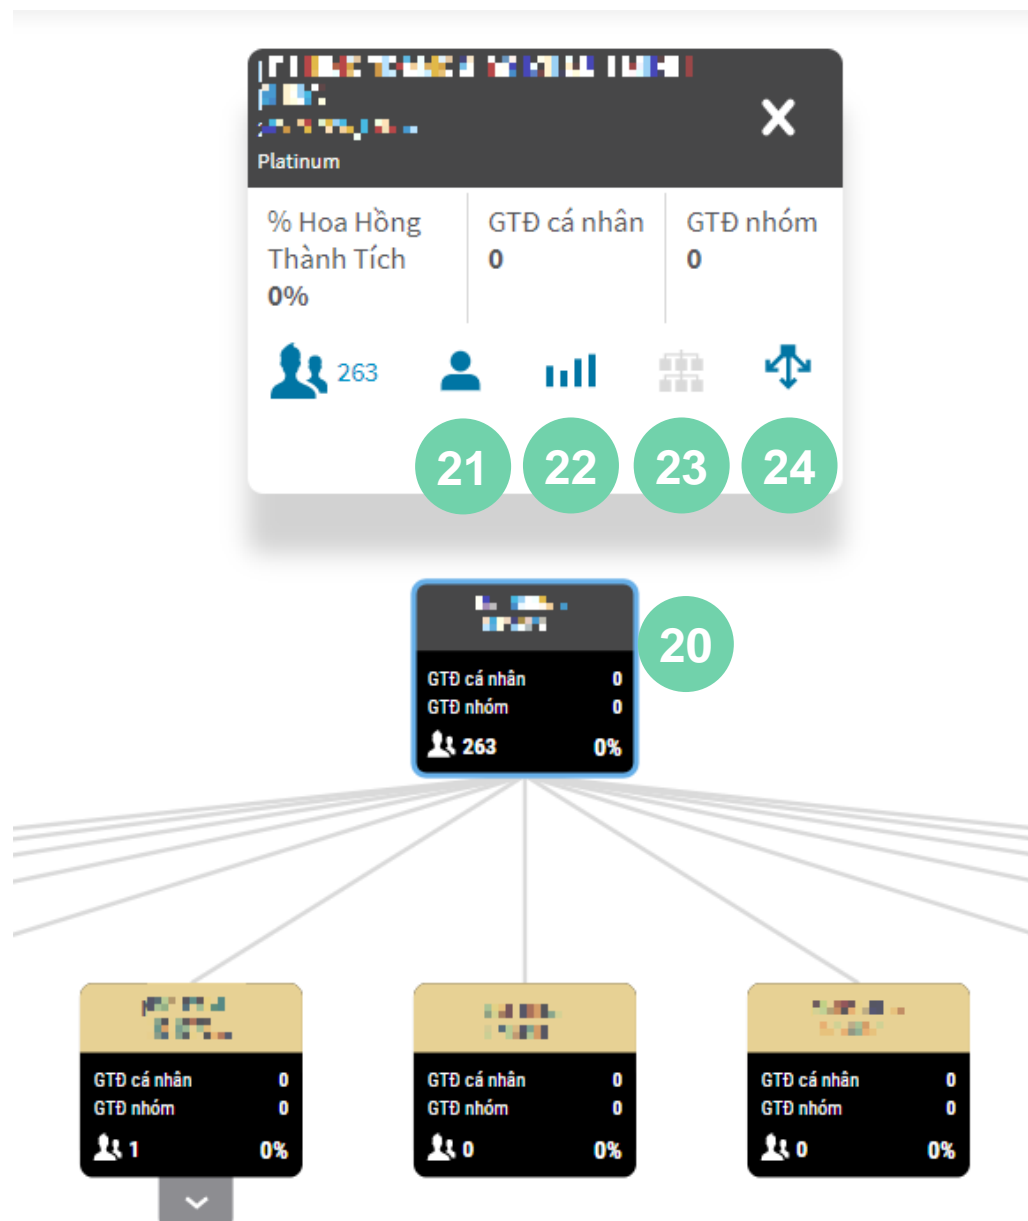 Platinum
% Hoa Hồng
Thành Tích
0%
GTĐ cá nhân
0
GTĐ nhóm
0
263
21
22
23
24
20
GTĐ cá nhân 0
GTĐ nhóm 0
263 0%
GTĐ cá nhân 0
GTĐ nhóm 0
1 0%
GTĐ cá nhân 0
GTĐ nhóm 0
0 0%
GTĐ cá nhân 0
GTĐ nhóm 0
0 0%